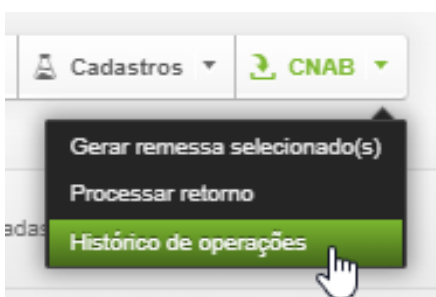 Cadastros
CNAB
Gerar remessa selecionado(s)
Processar retorno
Histórico de operações